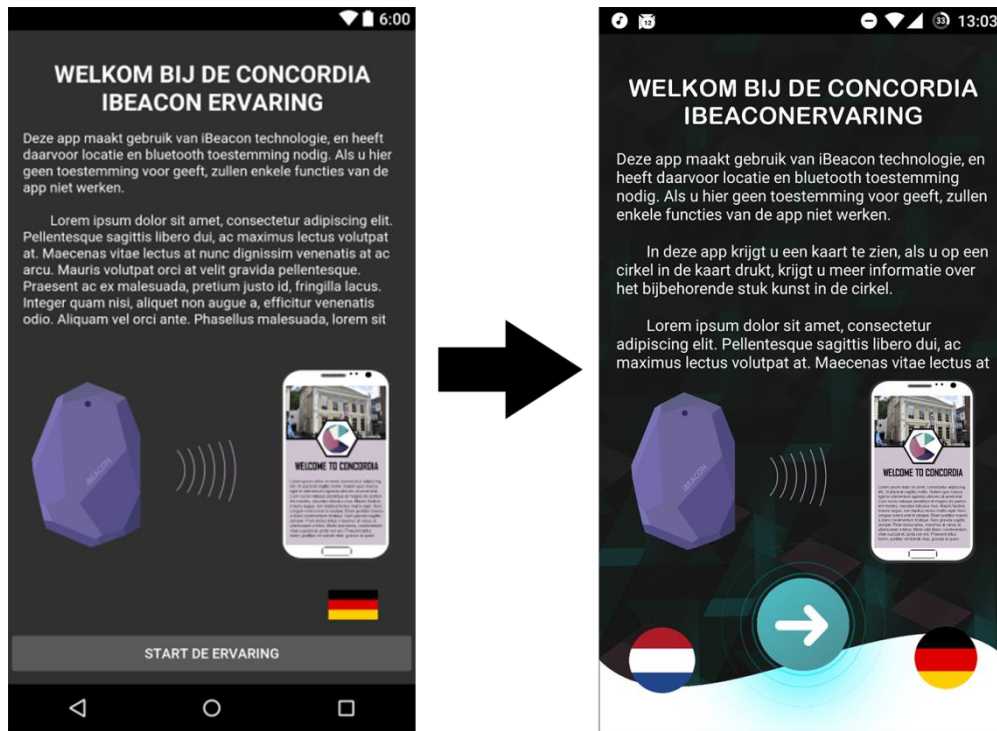 6:00
WELKOM BIJ DE CONCORDIA
IBEACON ERVARING
Deze app maakt gebruik van iBeacon technologie, en heeft
daarvoor locatie en bluetooth toestemming nodig. Als u hier
geen toestemming voor geeft, zullen enkele functies van de
app niet werken.
Lorem ipsum dolor sit amet, consectetur adipiscing elit.
Pellentesque sagittis libero dui, ac maximus lectus volutpat
at. Maecenas vitae lectus at nunc dignissim venenatis at ac
arcu. Mauris volutpat orci at velit gravida pellentesque.
Praesent ac ex malesuada, pretium justo id, fringilla lacus.
Integer quam nisi, aliquet non augue a, efficitur venenatis
odio. Aliquam vel orci ante. Phasellus malesuada, lorem sit
IBEACON
WELCOME TO CONCORDIA
START DE ERVARING
12
33
13:03
WELKOM BIJ DE CONCORDIA
IBEACONERVARING
Deze app maakt gebruik van iBeacon technologie, en
heeft daarvoor locatie en bluetooth toestemming
nodig. Als u hier geen toestemming voor geeft, zullen
enkele functies van de app niet werken.
In deze app krijgt u een kaart te zien, als u op een
cirkel in de kaart drukt, krijgt u meer informatie over
het bijbehorende stuk kunst in de cirkel.
Lorem ipsum dolor sit amet, consectetur
adipiscing elit. Pellentesque sagittis libero dui, ac
maximus lectus volutpat at. Maecenas vitae lectus at
IBEACON
WELCOME TO CONCORDIA